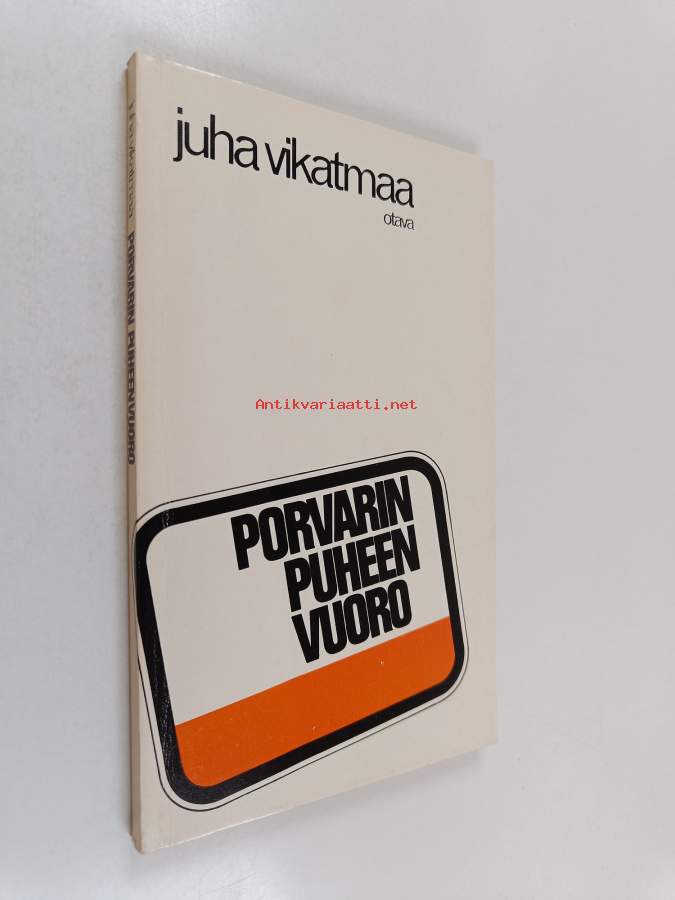 juha vikatmaa
otava
Antikvariaatti.net
PORVARIN
PUHEEN
VUORO
PORVARIN PUHEENVUORO